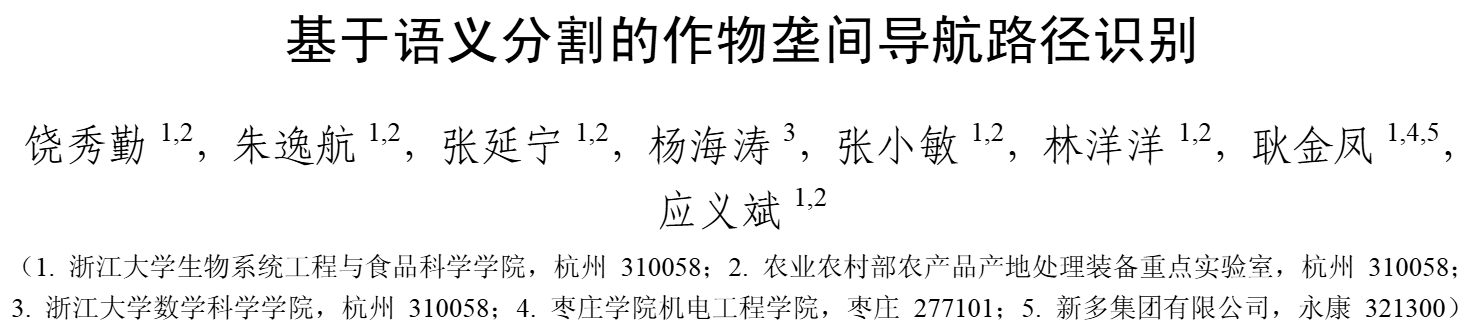 基于语义分割的作物垄间导航路径识别
饶秀勤 1,2，朱逸航 1,2，张延宁 1,2，杨海涛 3，张小敏 1,2，林洋洋 1,2，耿金凤 1,4,5，
应义斌 1,2
（1. 浙江大学生物系统工程与食品科学学院，杭州 310058；2. 农业农村部农产品产地处理装备重点实验室，杭州 310058；
3. 浙江大学数学科学学院，杭州 310058；4. 枣庄学院机电工程学院，枣庄 277101；5. 新多集团有限公司，永康 321300）